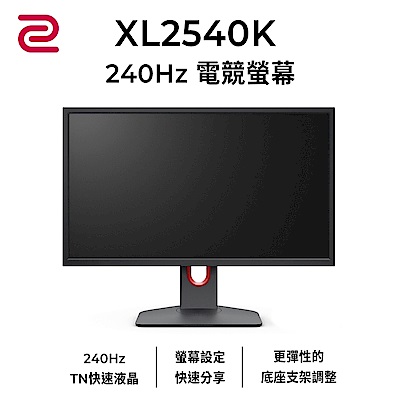 XL2540K
240Hz 電競螢幕
240Hz
TN快速液晶
螢幕設定
快速分享
更彈性的
底座支架調整